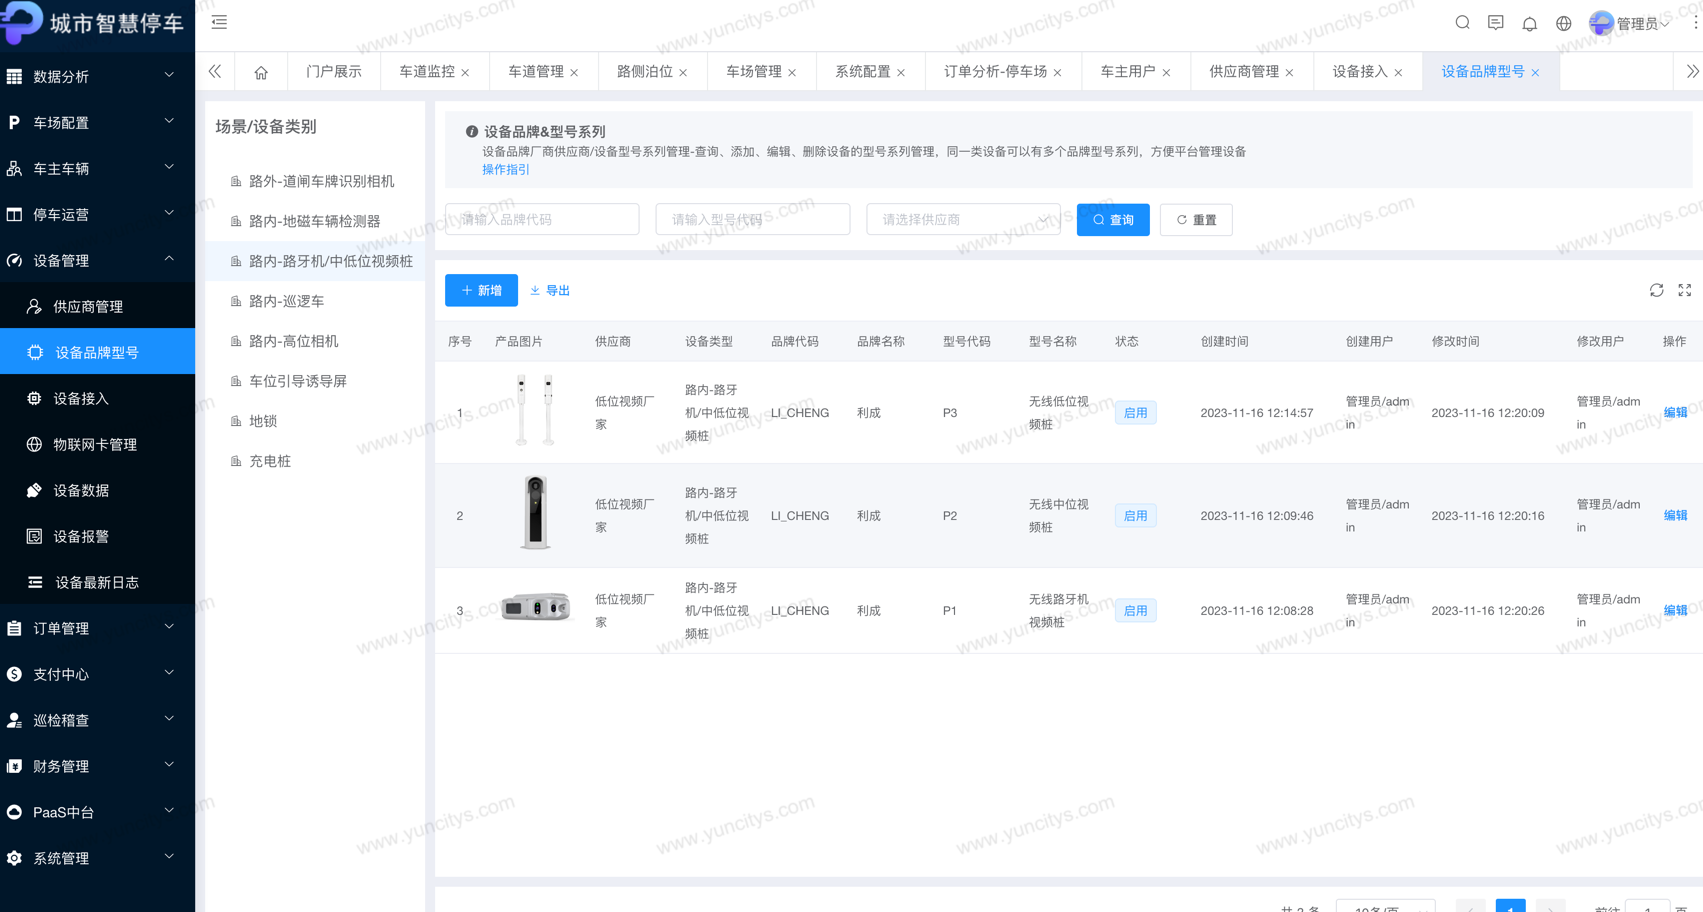 城市智慧停车
管理员
门户展示
车道监控
车道管理
路侧泊位
车场管理
系统配置
订单分析-停车场
车主用户
供应商管理
设备接入
设备品牌型号
数据分析
车场配置
车主车辆
停车运营
设备管理
供应商管理
设备品牌型号
设备接入
物联网卡管理
设备数据
设备报警
设备最新日志
订单管理
支付中心
巡检稽查
财务管理
PaaS中台
系统管理
场景/设备类别
路外-道闸车牌识别相机
路内-地磁车辆检测器
路内-路牙机/中低位视频桩
路内-巡逻车
路内-高位相机
车位引导诱导屏
地锁
充电桩
设备品牌&型号系列
设备品牌厂商供应商/设备型号系列管理-查询、添加、编辑、删除设备的型号系列管理，同一类设备可以有多个品牌型号系列，方便平台管理设备
操作指引
请输入品牌代码
请输入型号代码
请选择供应商
查询
重置
新增
导出
序号 产品图片 供应商 设备类型 品牌代码 品牌名称 型号代码 型号名称 状态 创建时间 创建用户 修改时间 修改用户 操作
1 低位视频厂家 路内-路牙机/中低位视频桩 LI_CHENG 利成 P3 无线低位视频桩 启用 2023-11-16 12:14:57 管理员/admin 2023-11-16 12:20:09 管理员/admin 编辑
2 低位视频厂家 路内-路牙机/中低位视频桩 LI_CHENG 利成 P2 无线中位视频桩 启用 2023-11-16 12:09:46 管理员/admin 2023-11-16 12:20:16 管理员/admin 编辑
3 低位视频厂家 路内-路牙机/中低位视频桩 LI_CHENG 利成 P1 无线路牙机视频桩 启用 2023-11-16 12:08:28 管理员/admin 2023-11-16 12:20:26 管理员/admin 编辑
www.yuncitys.com